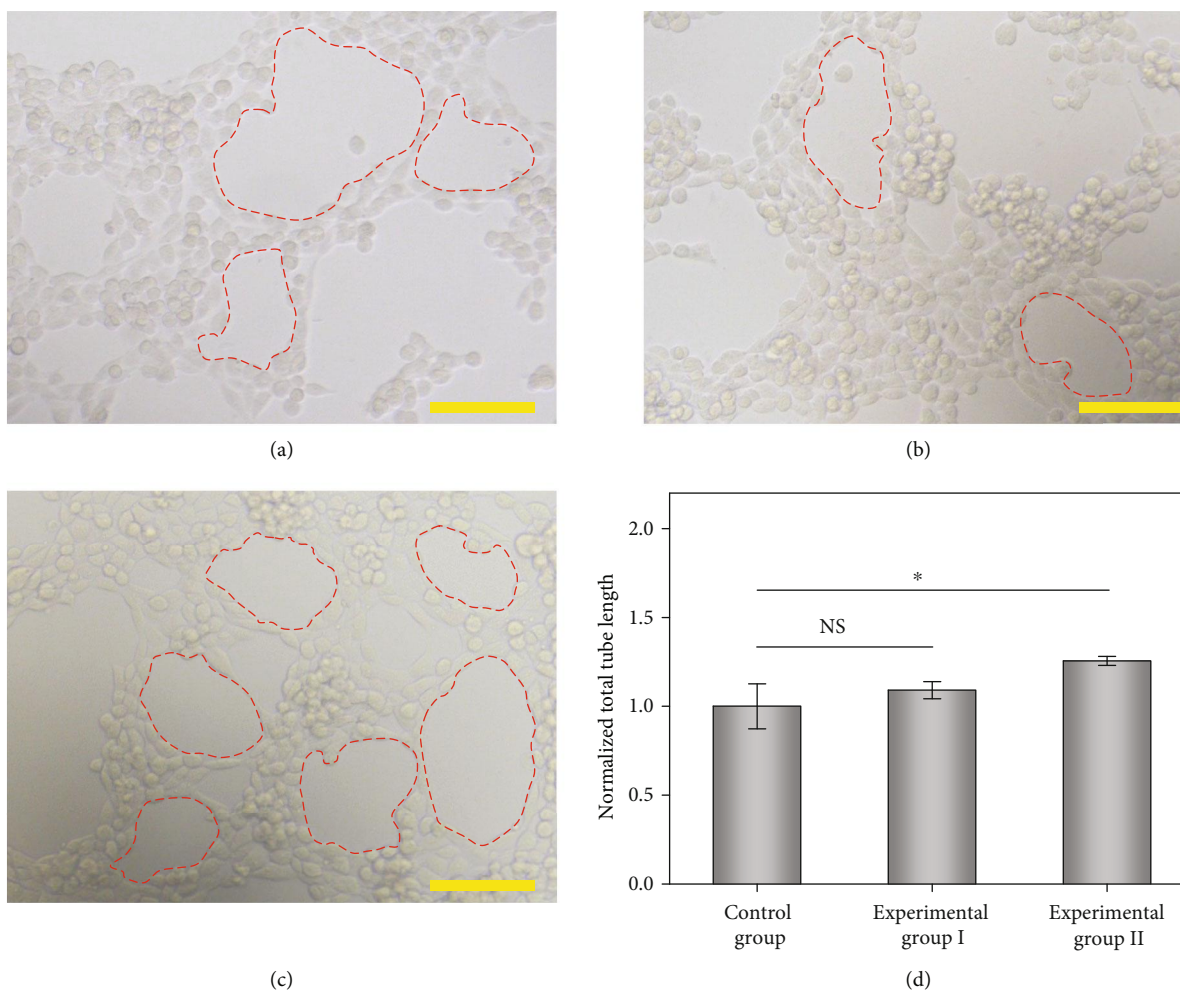 (a)
(b)
(c)
Normalized total tube length
2.0
1.5
1.0
0.5
0.0
*
NS
Control
group
Experimental
group I
Experimental
group II
(d)